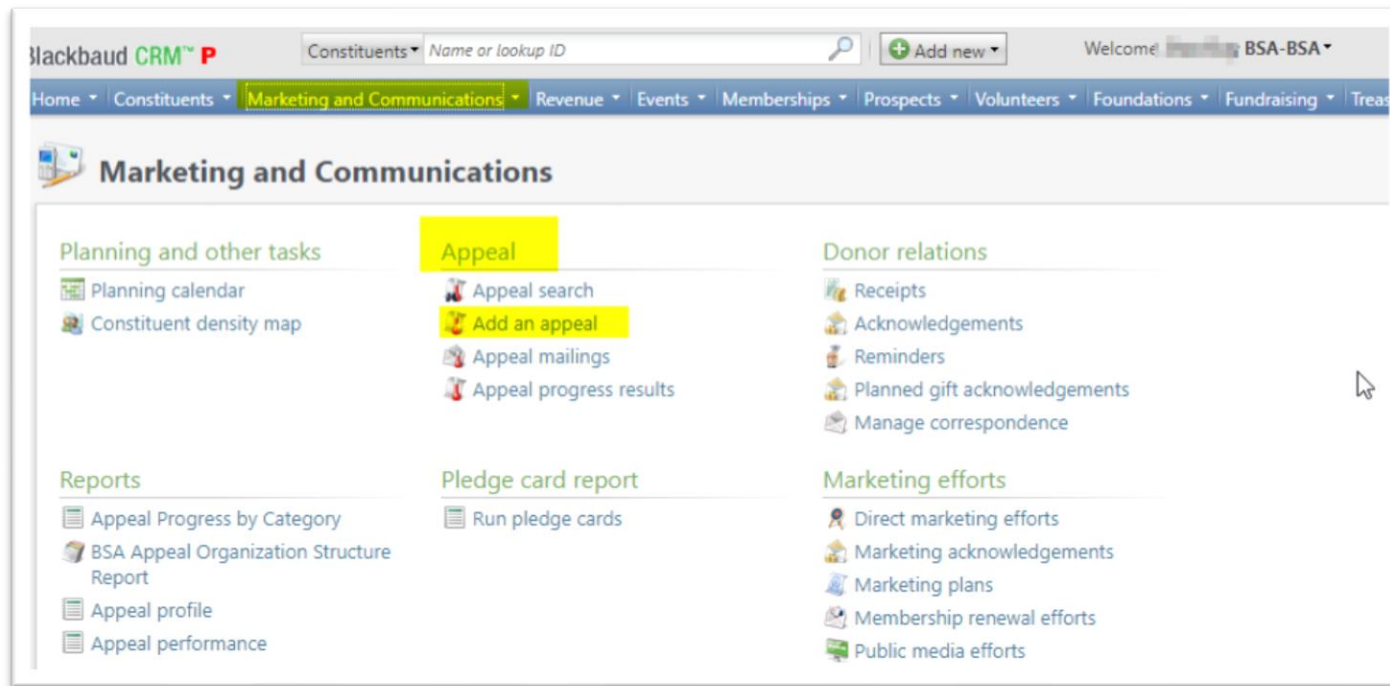 Blackbaud CRM™ P Constituents Name or lookup ID Add new Welcome BSA-BSA
Home Constituents Marketing and Communications Revenue Events Memberships Prospects Volunteers Foundations Fundraising Treas
Marketing and Communications
Planning and other tasks
Planning calendar
Constituent density map
Appeal
Appeal search
Add an appeal
Appeal mailings
Appeal progress results
Donor relations
Receipts
Acknowledgements
Reminders
Planned gift acknowledgements
Manage correspondence
Reports
Appeal Progress by Category
BSA Appeal Organization Structure
Report
Appeal profile
Appeal performance
Pledge card report
Run pledge cards
Marketing efforts
Direct marketing efforts
Marketing acknowledgements
Marketing plans
Membership renewal efforts
Public media efforts